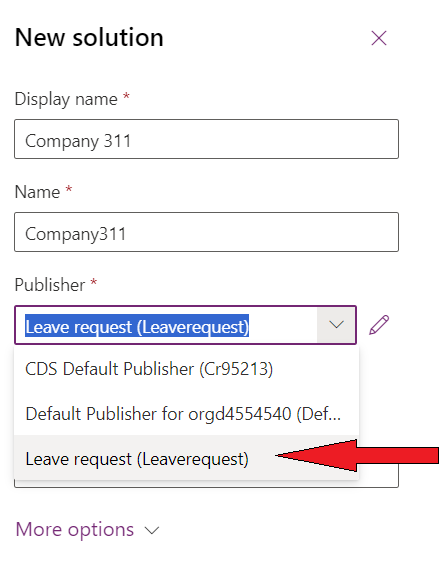 New solution
Display name *
Company 311
Name *
Company311
Publisher *
Leave request (Leaverequest)
CDS Default Publisher (Cr95213)
Default Publisher for orgd4554540 (Def...
Leave request (Leaverequest)
More options